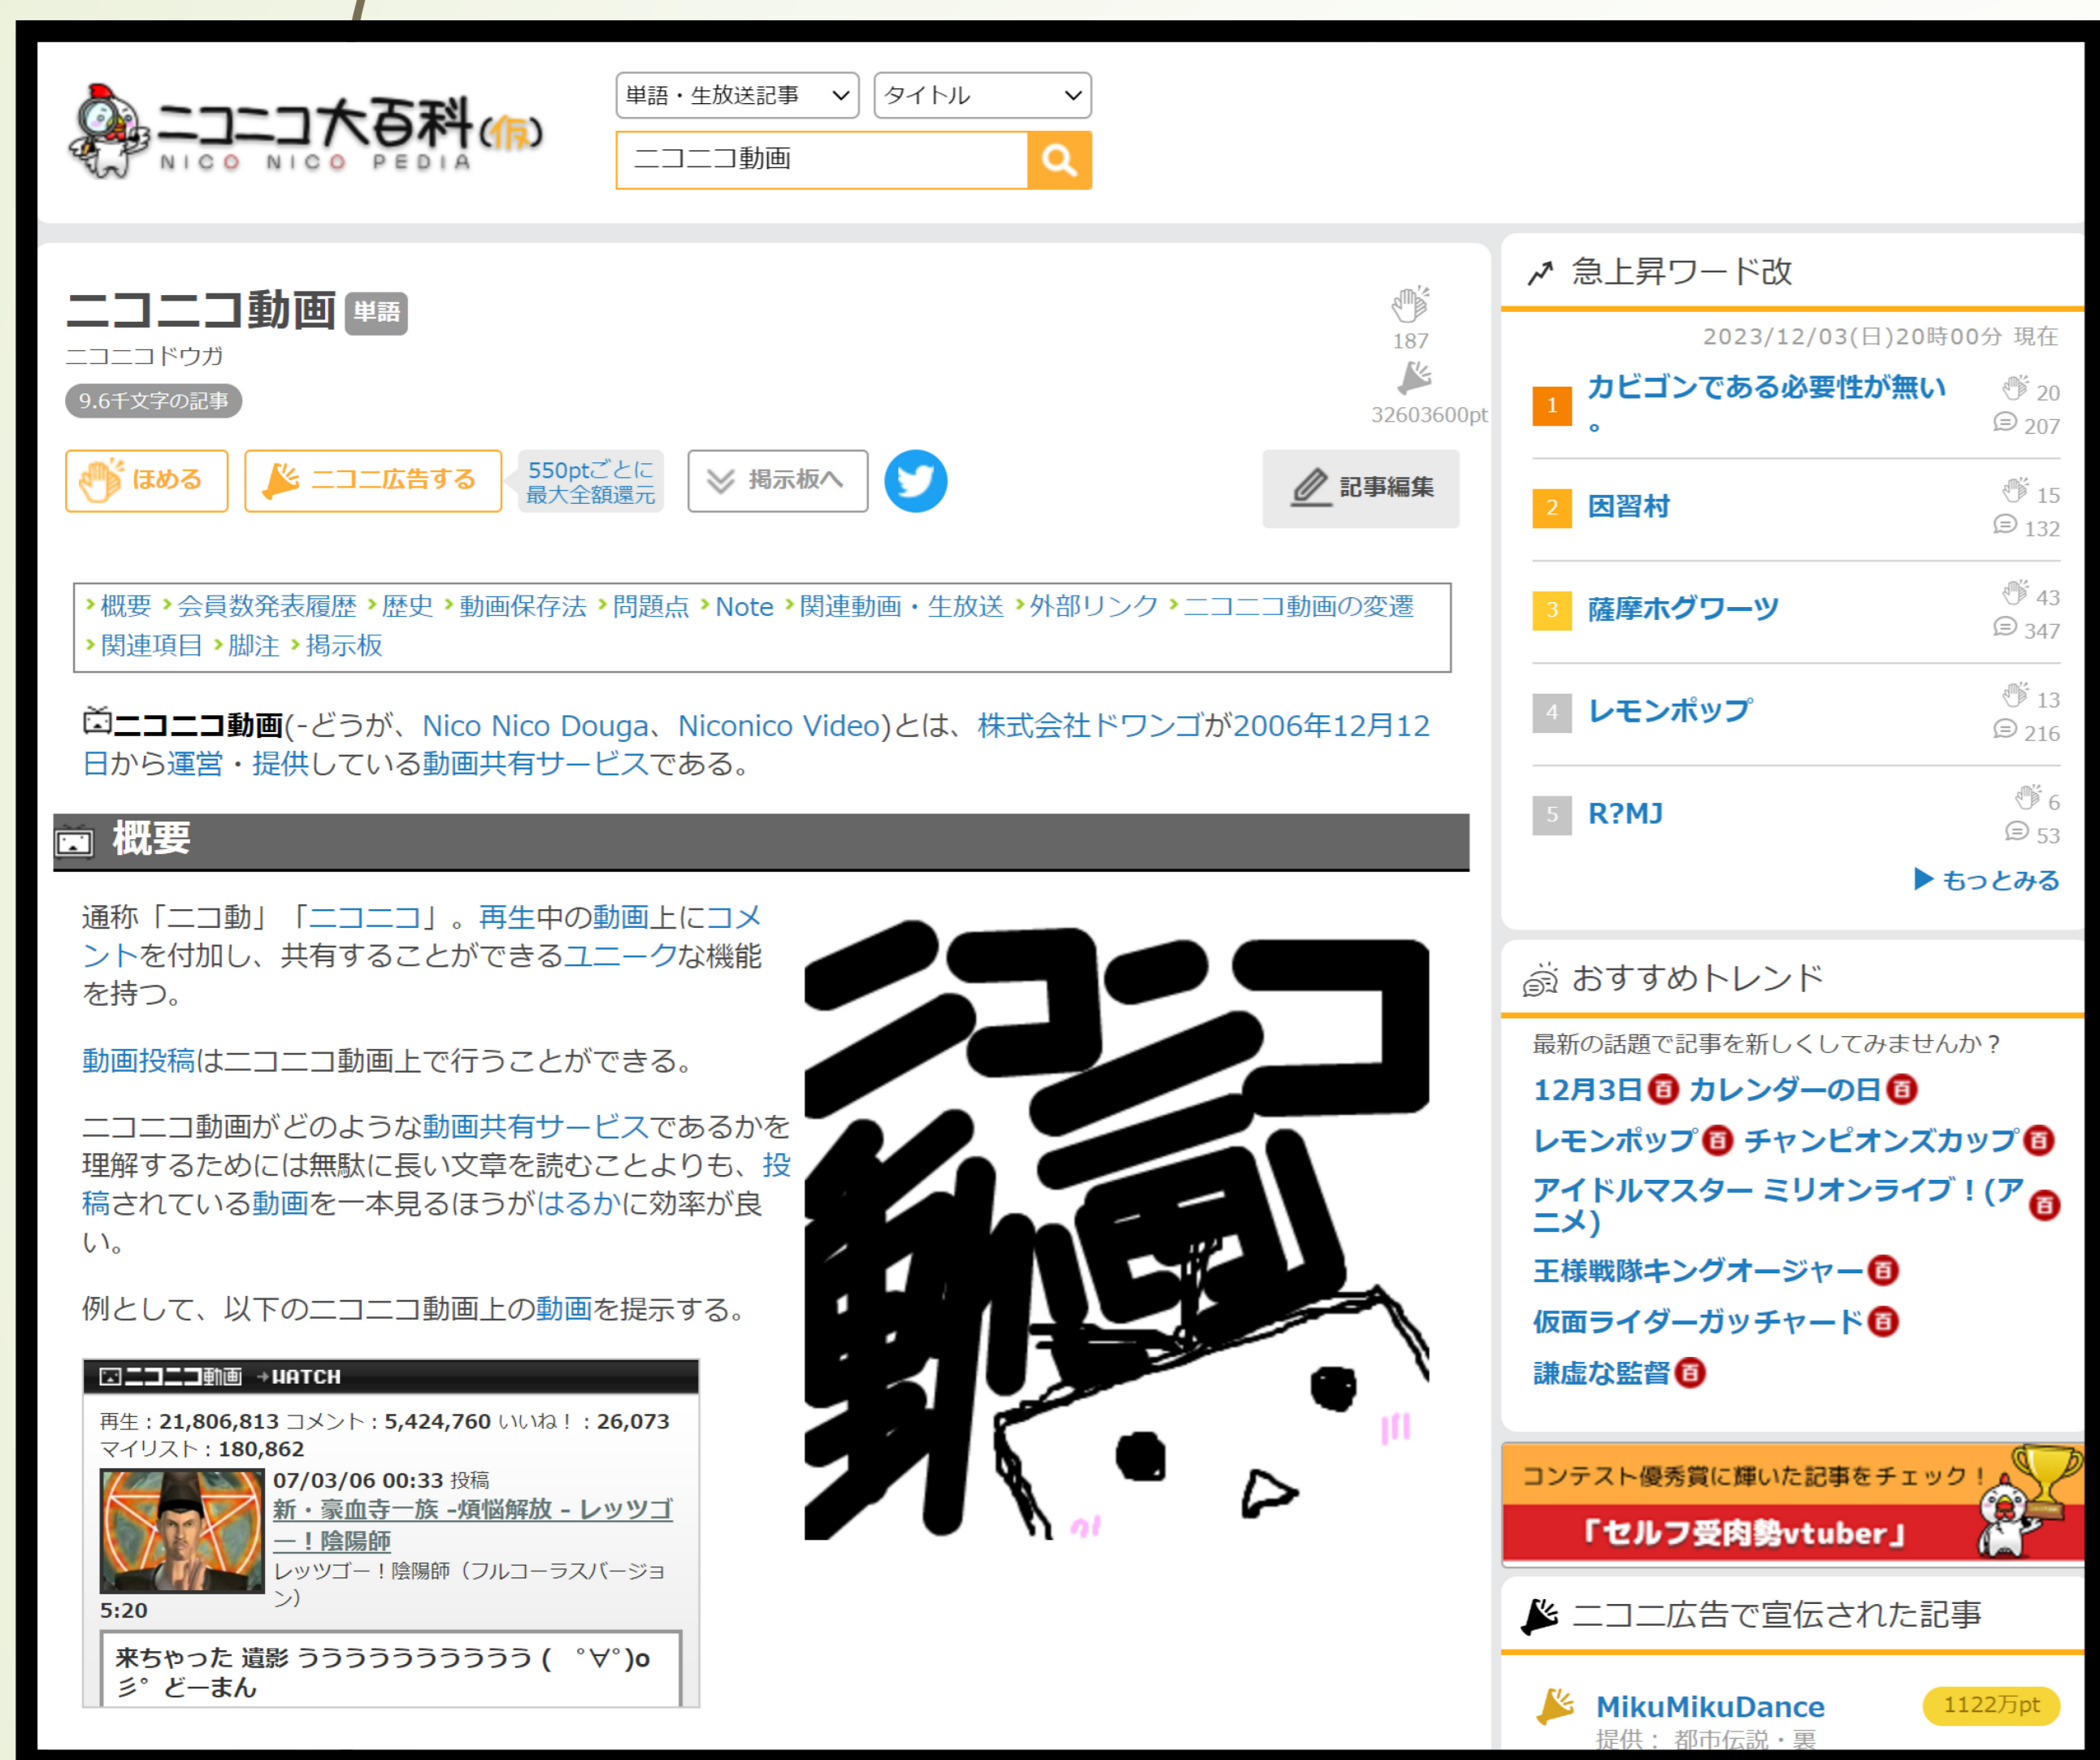 ニコニコ大百科(仮)
NICO NICO PEDIA
単語・生放送記事
タイトル
ニコニコ動画
ニコニコ動画 単語
ニコニコドウガ
9.6千文字の記事
187
32603600pt
ほめる
ニコニ広告する
550ptごとに
最大全額還元
掲示板へ
記事編集
概要 会員数発表履歴 歴史 動画保存法 問題点 Note 関連動画・生放送 外部リンク ニコニコ動画の変遷
関連項目 脚注 掲示板
ニコニコ動画(-どうが、Nico Nico Douga、Niconico Video)とは、株式会社ドワンゴが2006年12月12
日から運営・提供している動画共有サービスである。
概要
通称「ニコ動」「ニコニコ」。再生中の動画上にコメ
ントを付加し、共有することができるユニークな機能
を持つ。
動画投稿はニコニコ動画上で行うことができる。
ニコニコ動画がどのような動画共有サービスであるかを
理解するためには無駄に長い文章を読むことよりも、投
稿されている動画を一本見るほうがはるかに効率が良
い。
例として、以下のニコニコ動画上の動画を提示する。
ニコニコ動画 →WATCH
再生：21,806,813 コメント：5,424,760 いいね！：26,073
マイリスト：180,862
07/03/06 00:33 投稿
新・豪血寺一族 -煩悩解放 - レッツゴ
ー！陰陽師
レッツゴー！陰陽師（フルコーラスバージョ
ン）
5:20
来ちゃった 遺影 うううううううううう (　ﾟ∀ﾟ)o
彡ﾟ どーまん
ニコニコ
動画
急上昇ワード改
2023/12/03(日)20時00分 現在
1 カビゴンである必要性が無い
。
20
207
2 因習村
15
132
3 薩摩ホグワーツ
43
347
4 レモンポップ
13
216
5 R?MJ
6
53
もっとみる
おすすめトレンド
最新の話題で記事を新しくしてみませんか？
12月3日 百 カレンダーの日 百
レモンポップ 百 チャンピオンズカップ 百
アイドルマスター ミリオンライブ！(ア
ニメ) 百
王様戦隊キングオージャー 百
仮面ライダーガッチャード 百
謙虚な監督 百
コンテスト優秀賞に輝いた記事をチェック！
「セルフ受肉勢vtuber」
ニコニ広告で宣伝された記事
MikuMikuDance
1122万pt
提供： 都市伝説・裏